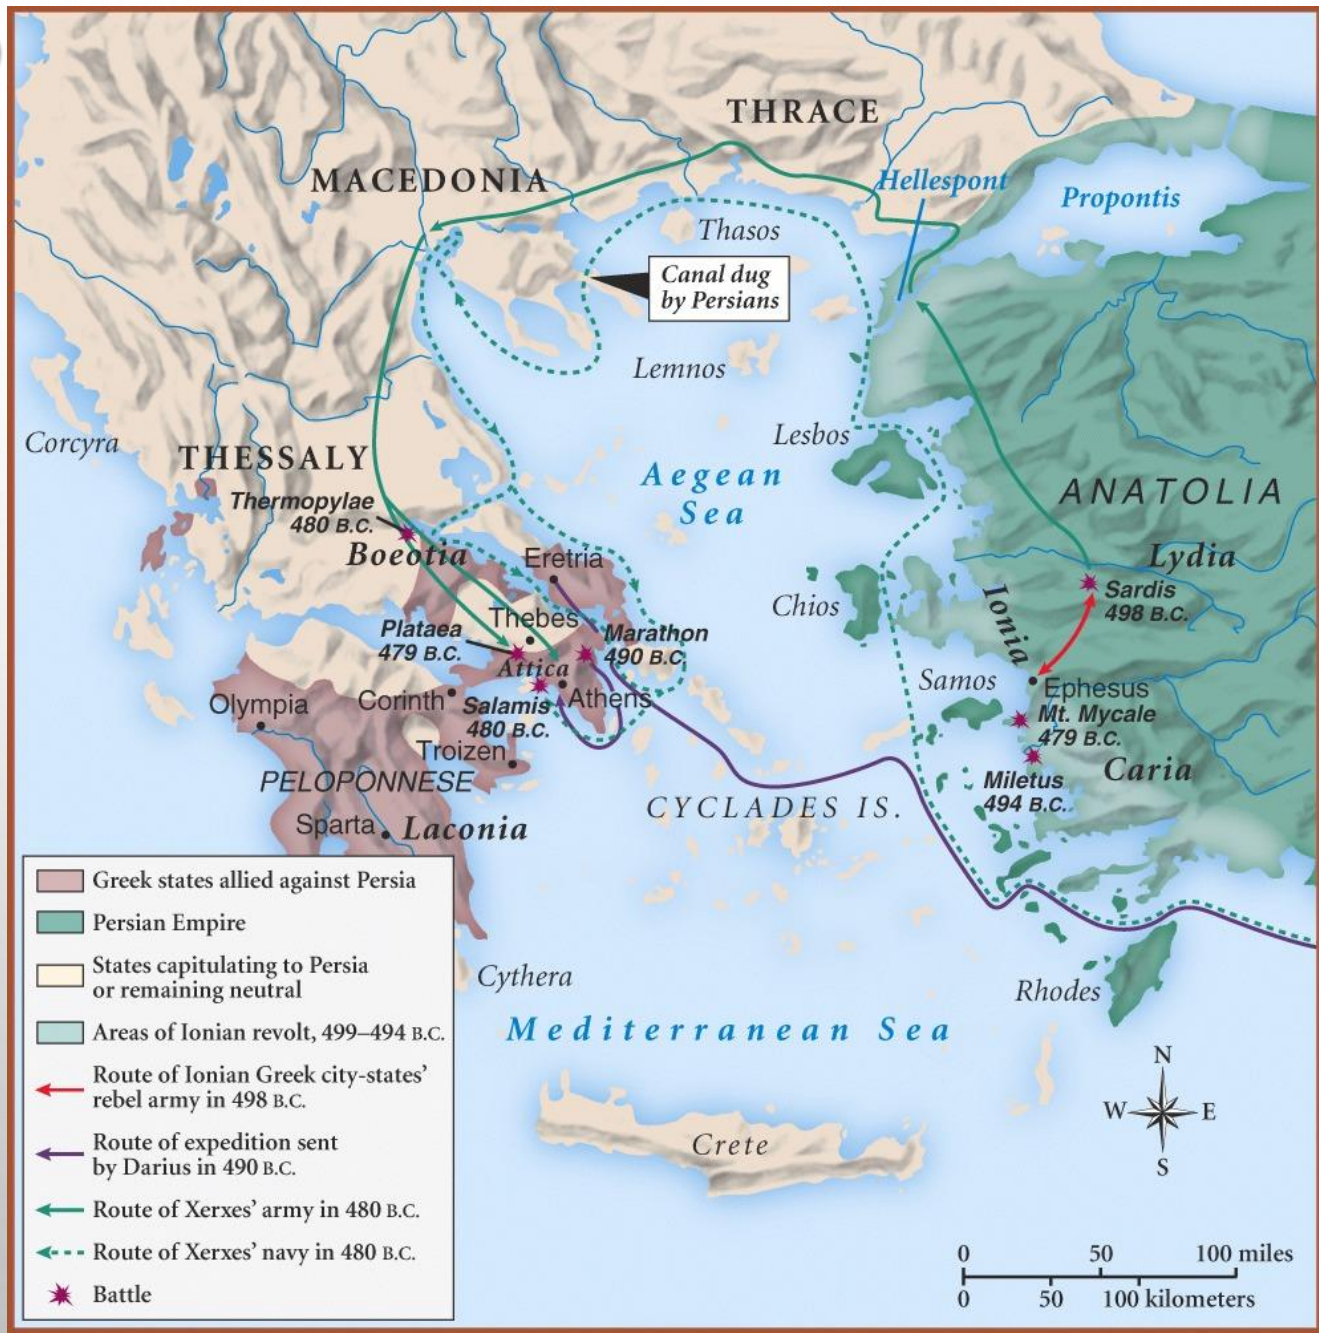 THRACE
MACEDONIA
Hellespont
Propontis
Thasos
Canal dug
by Persians
Lemnos
Corcyra
THESSALY
Lesbos
Aegean
Sea
ANATOLIA
Thermopylae
480 B.C.
Boeotia
Eretria
Lydia
Sardis
498 B.C.
Chios
Ionia
Thebes
Plataea
479 B.C.
Marathon
490 B.C.
Attica
Samos
Ephesus
Olympia
Corinth
Salamis
480 B.C.
Athens
Mt. Mycale
479 B.C.
Troizen
PELOPONNESE
Miletus
494 B.C.
Caria
CYCLADES IS.
Sparta
Laconia
Greek states allied against Persia
Persian Empire
States capitulating to Persia
or remaining neutral
Areas of Ionian revolt, 499–494 B.C.
Route of Ionian Greek city-states’
rebel army in 498 B.C.
Route of expedition sent
by Darius in 490 B.C.
Route of Xerxes’ army in 480 B.C.
Route of Xerxes’ navy in 480 B.C.
Battle
Cythera
Rhodes
Mediterranean Sea
Crete
N
W E
S
0 50 100 miles
0 50 100 kilometers